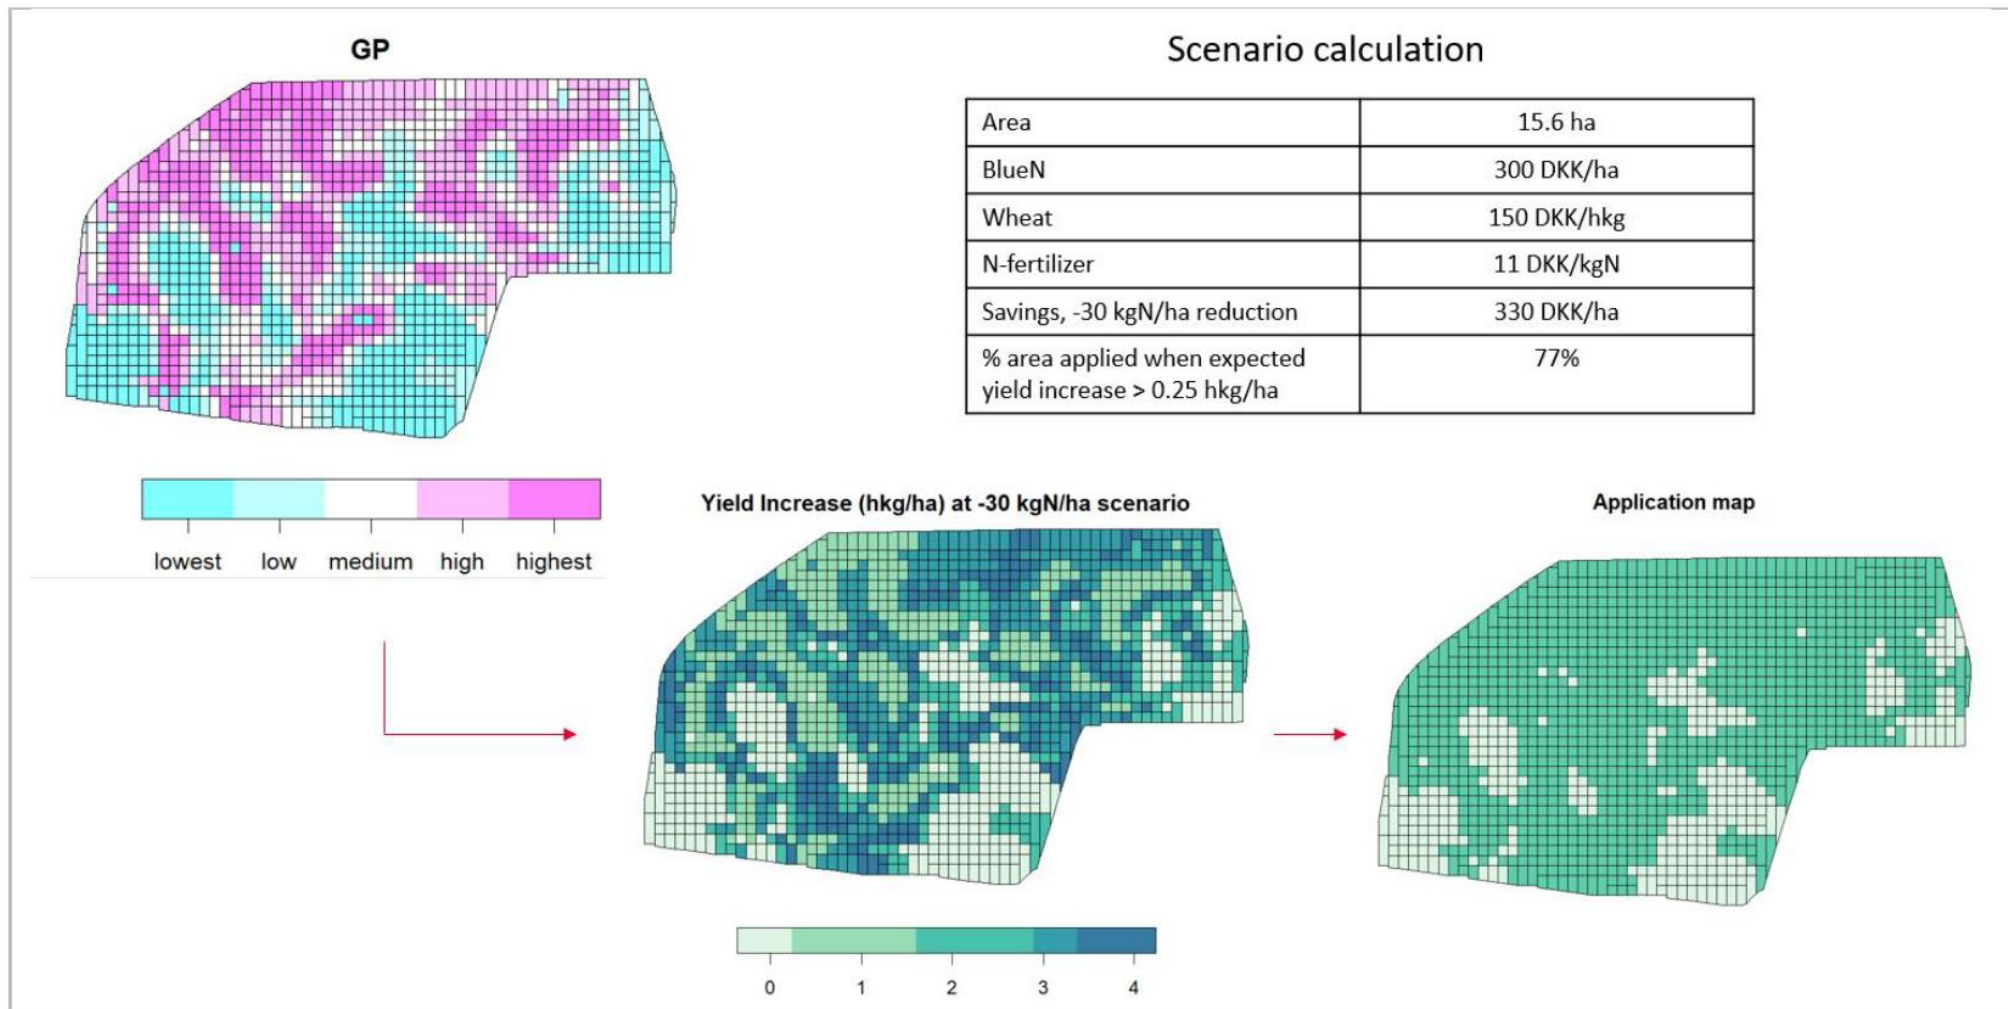 GP
lowest low medium high highest
Scenario calculation
Area 15.6 ha
BlueN 300 DKK/ha
Wheat 150 DKK/hkg
N-fertilizer 11 DKK/kgN
Savings, -30 kgN/ha reduction 330 DKK/ha
% area applied when expected 77%
yield increase > 0.25 hkg/ha
Yield Increase (hkg/ha) at -30 kgN/ha scenario
0 1 2 3 4
Application map